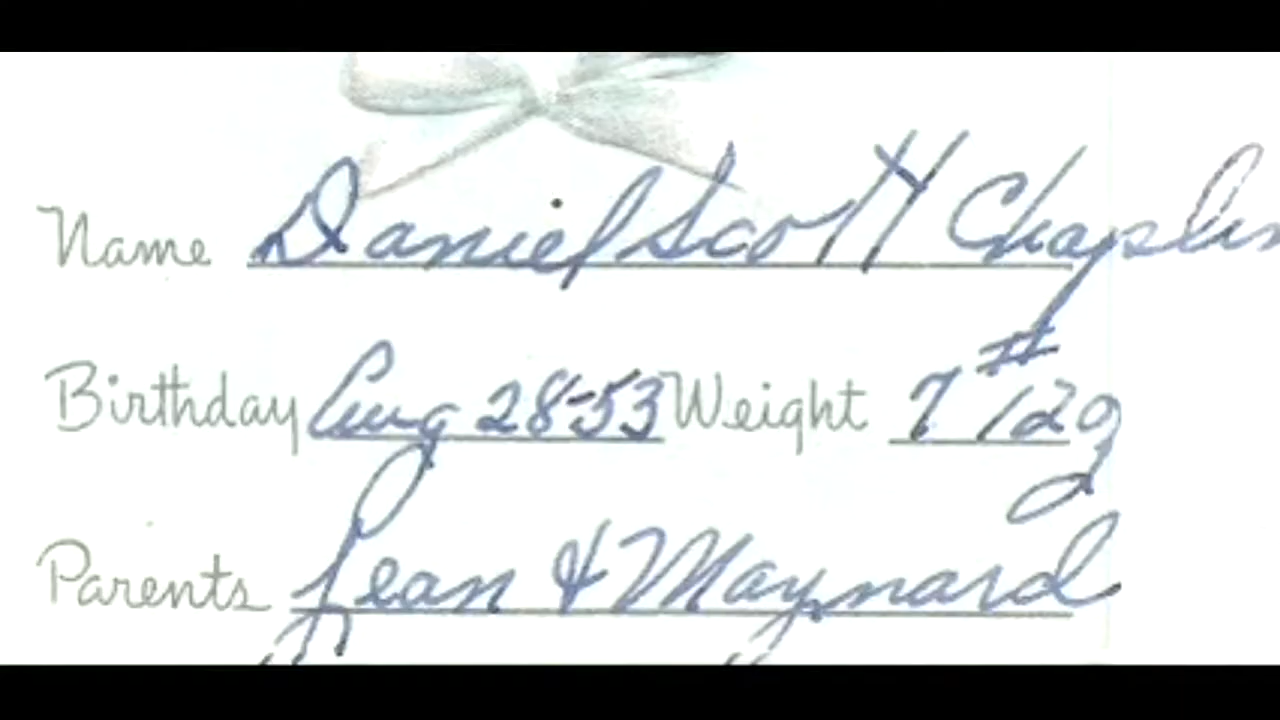 Name Daniel Scott Chaplin
Birthday Aug 28-53 Weight 7# 12oz
Parents Jean & Maynard